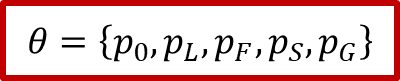 θ = {p₀, p_L, p_F, p_S, p_G}